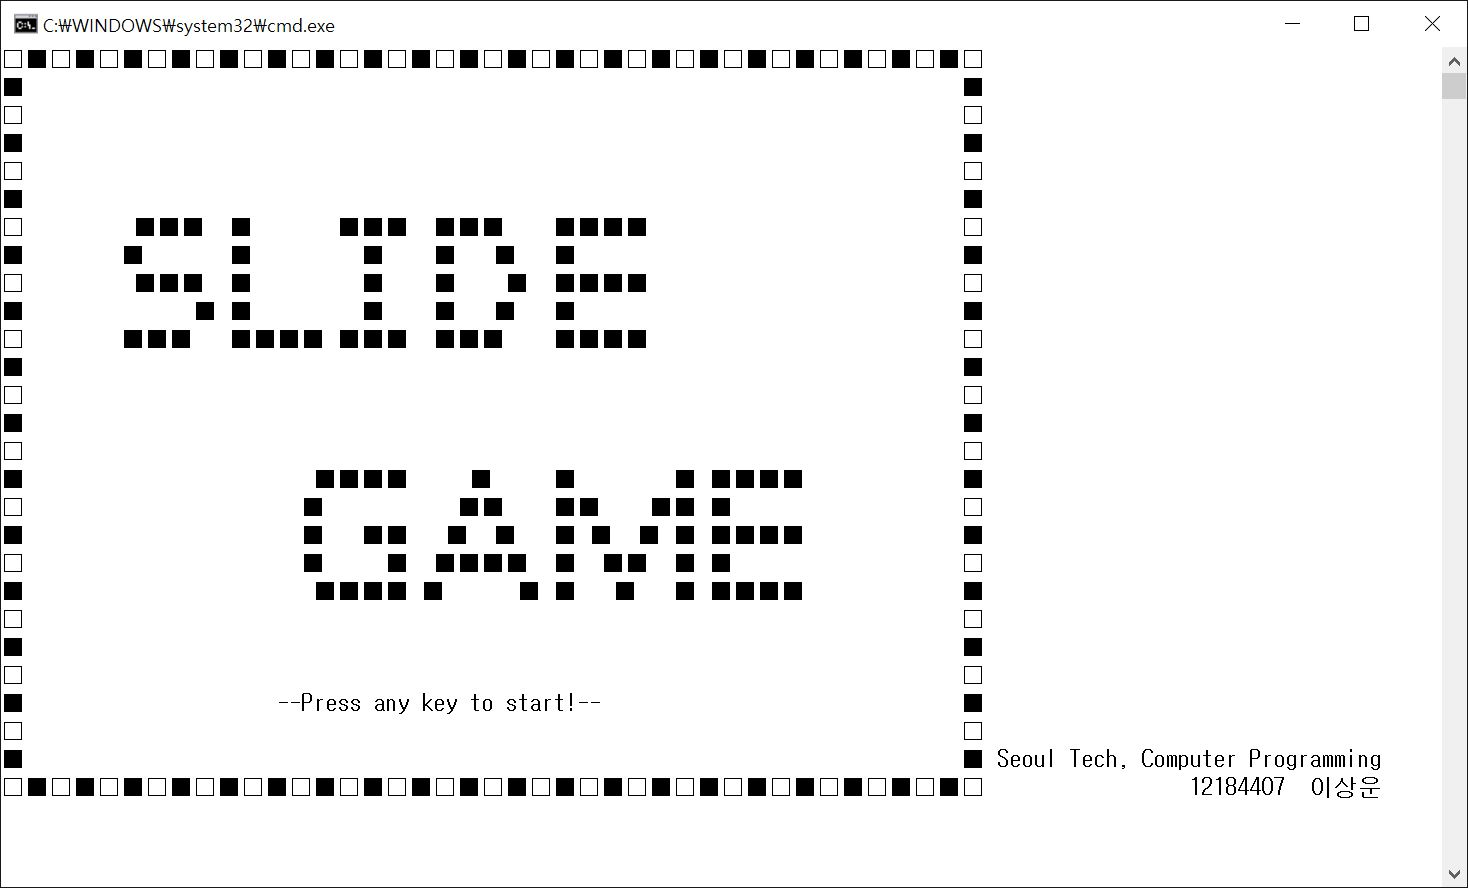 C:₩WINDOWS₩system32₩cmd.exe
SLIDE
GAME
--Press any key to start!--
Seoul Tech, Computer Programming
12184407 이상운